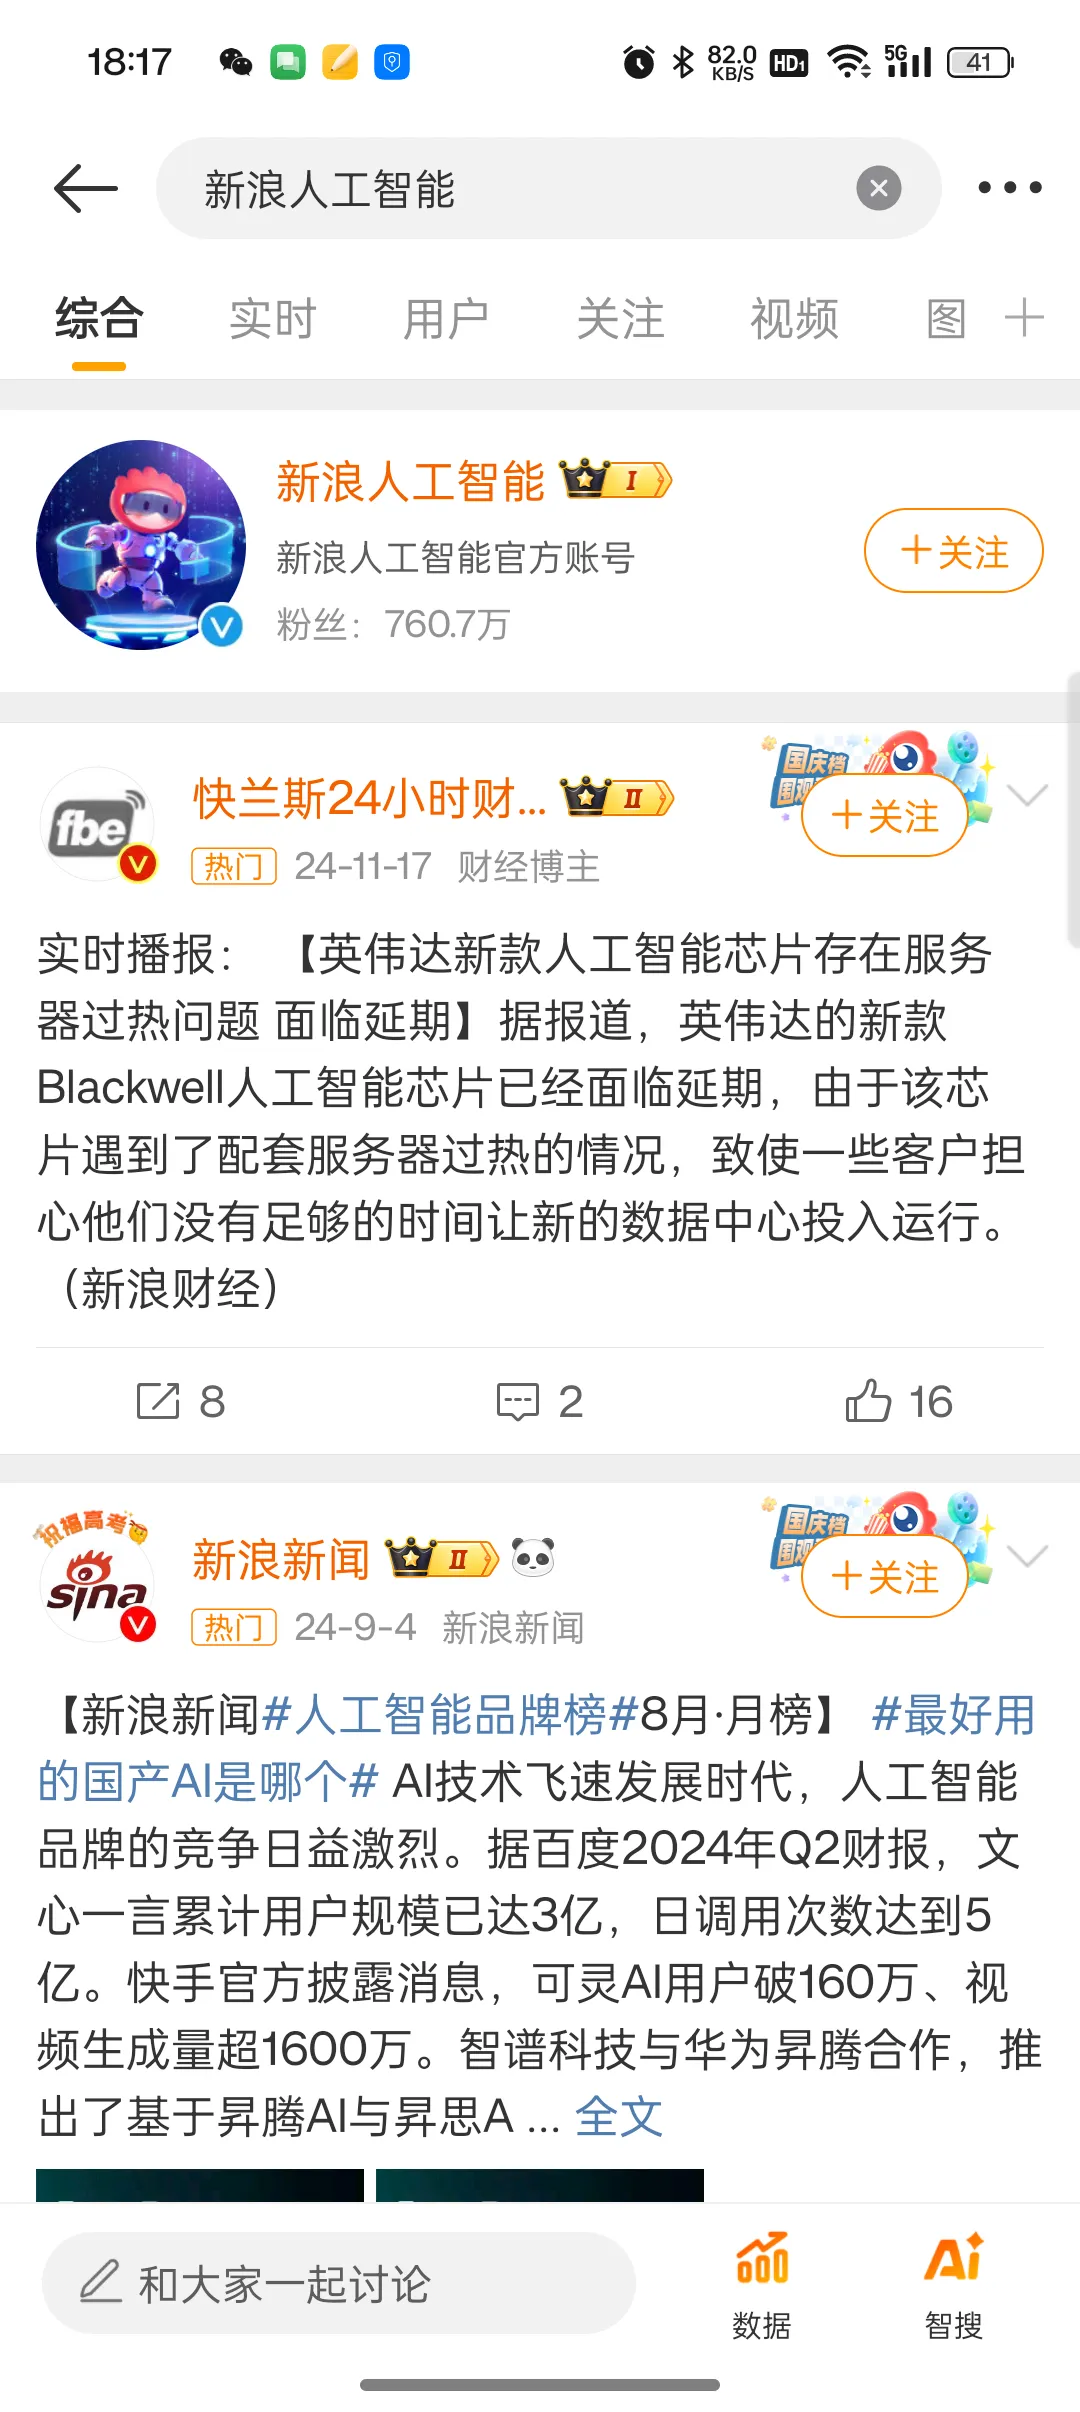 18:17
82.0 KB/S
HD1
5G
41
新浪人工智能
综合 实时 用户 关注 视频 图
新浪人工智能 I
新浪人工智能官方账号
粉丝：760.7万
+关注
国庆档
快兰斯24小时财... II
+关注
fbe
热门 24-11-17 财经博主
实时播报： 【英伟达新款人工智能芯片存在服务
器过热问题 面临延期】据报道，英伟达的新款
Blackwell人工智能芯片已经面临延期，由于该芯
片遇到了配套服务器过热的情况，致使一些客户担
心他们没有足够的时间让新的数据中心投入运行。
（新浪财经）
8 2 16
祝福高考
国庆档
新浪新闻 II
+关注
sina
热门 24-9-4 新浪新闻
【新浪新闻#人工智能品牌榜#8月·月榜】 #最好用
的国产AI是哪个# AI技术飞速发展时代，人工智能
品牌的竞争日益激烈。据百度2024年Q2财报，文
心一言累计用户规模已达3亿，日调用次数达到5
亿。快手官方披露消息，可灵AI用户破160万、视
频生成量超1600万。智谱科技与华为昇腾合作，推
出了基于昇腾AI与昇思A ... 全文
和大家一起讨论
数据
Ai
智搜